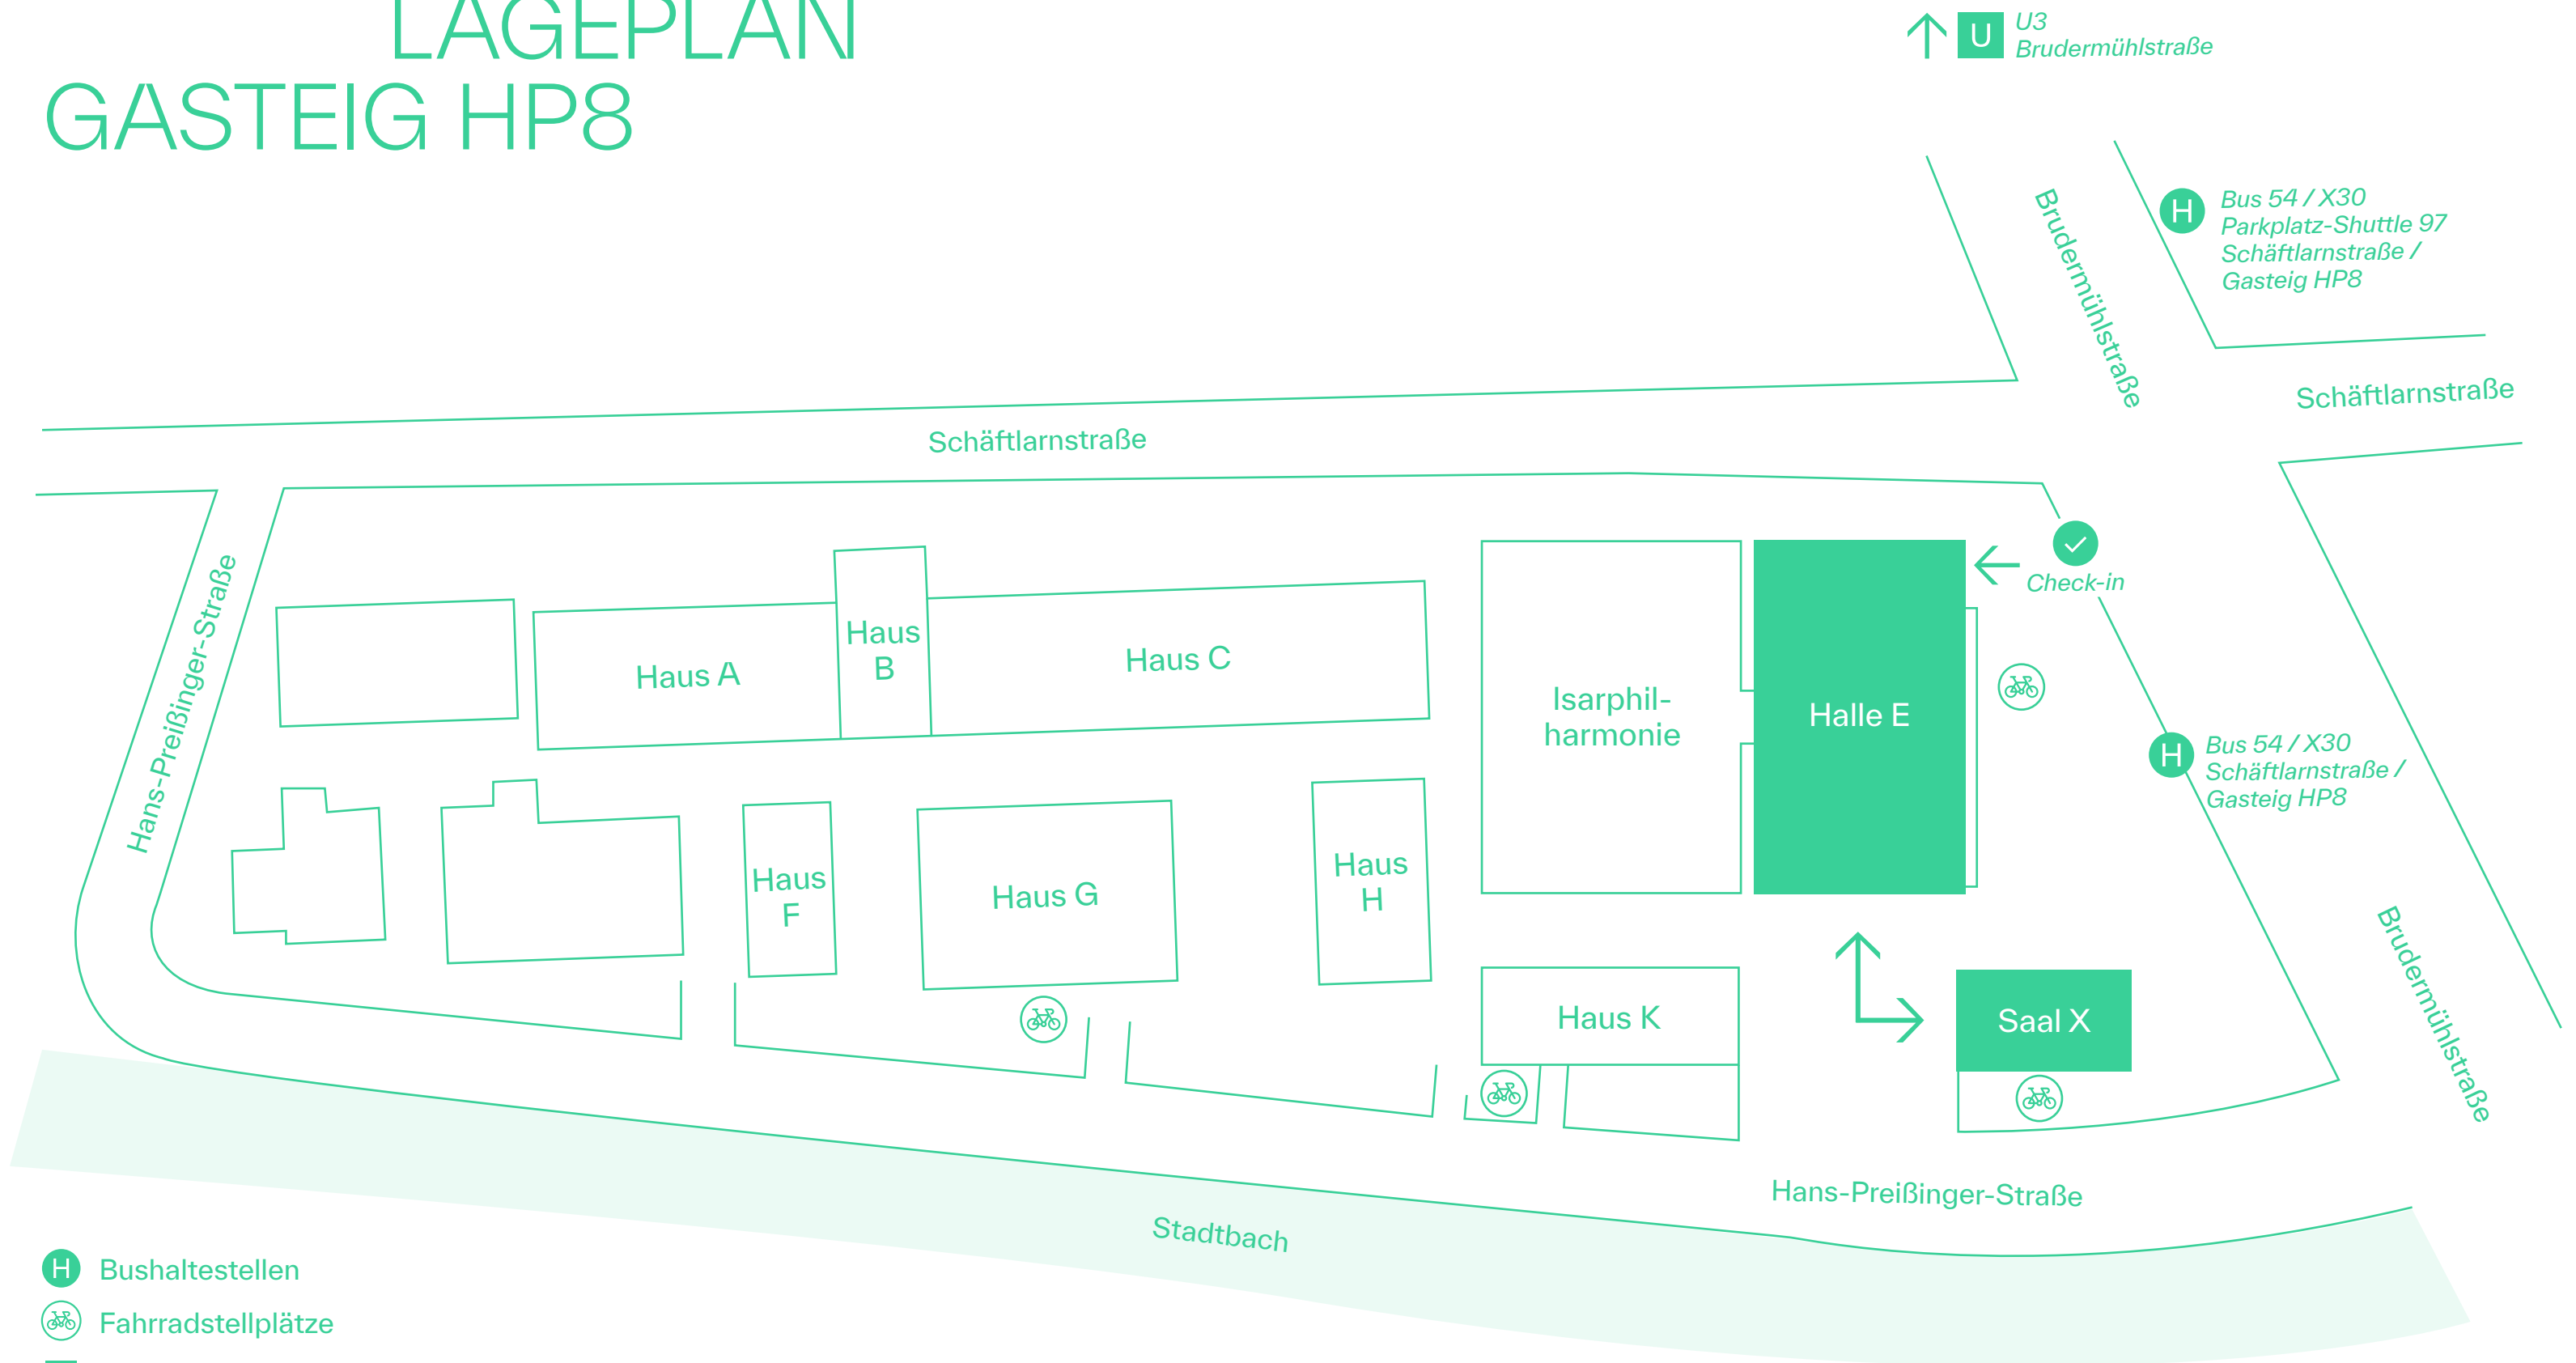 LAGEPLAN
GASTEIG HP8
U
U3
Brudermühlstraße
Brudermühlstraße
H
Bus 54 / X30
Parkplatz-Shuttle 97
Schäftlarnstraße /
Gasteig HP8
Schäftlarnstraße
Schäftlarnstraße
Hans-Preißinger-Straße
Check-in
Haus A
Haus
B
Haus C
Isarphil-
harmonie
Halle E
H
Bus 54 / X30
Schäftlarnstraße /
Gasteig HP8
Haus
F
Haus G
Haus
H
Haus K
Saal X
Brudermühlstraße
Hans-Preißinger-Straße
Stadtbach
H Bushaltestellen
Fahrradstellplätze